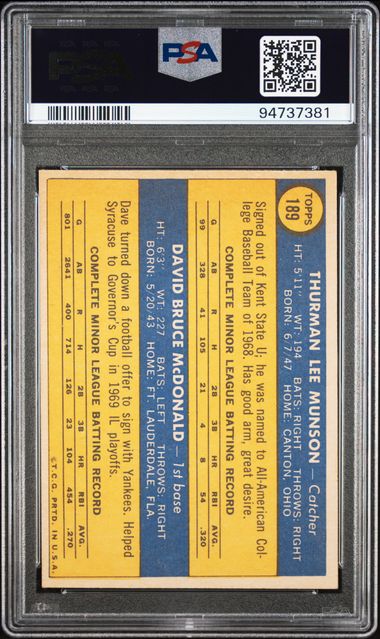 PSA
PSA
94737381
TOPPS
189
THURMAN LEE MUNSON — Catcher
HT: 5'11" WT: 194 BATS: RIGHT THROWS: RIGHT
BORN: 6.7/47 HOME: CANTON, OHIO
Signed out of Kent State U; he was named to All-American Col-
lege Baseball Team of 1968. Has good arm, great desire.
COMPLETE MINOR LEAGUE BATTING RECORD
G AB R H 2B 3B HR RBI AVG.
99 328 41 105 21 4 8 54 .320
DAVID BRUCE McDONALD — 1st base
HT: 6'3" WT: 227 BATS: LEFT THROWS: RIGHT
BORN: 5/20/43 HOME: FT. LAUDERDALE, FLA.
COMPLETE MINOR LEAGUE BATTING RECORD
G AB R H 2B 3B HR RBI AVG.
801 2641 400 714 126 23 104 454 .270
Dave turned down a football offer to sign with Yankees. Helped
Syracuse to Governor's Cup in 1969 IL playoffs.
© T.C.G. PRTD. IN U.S.A.